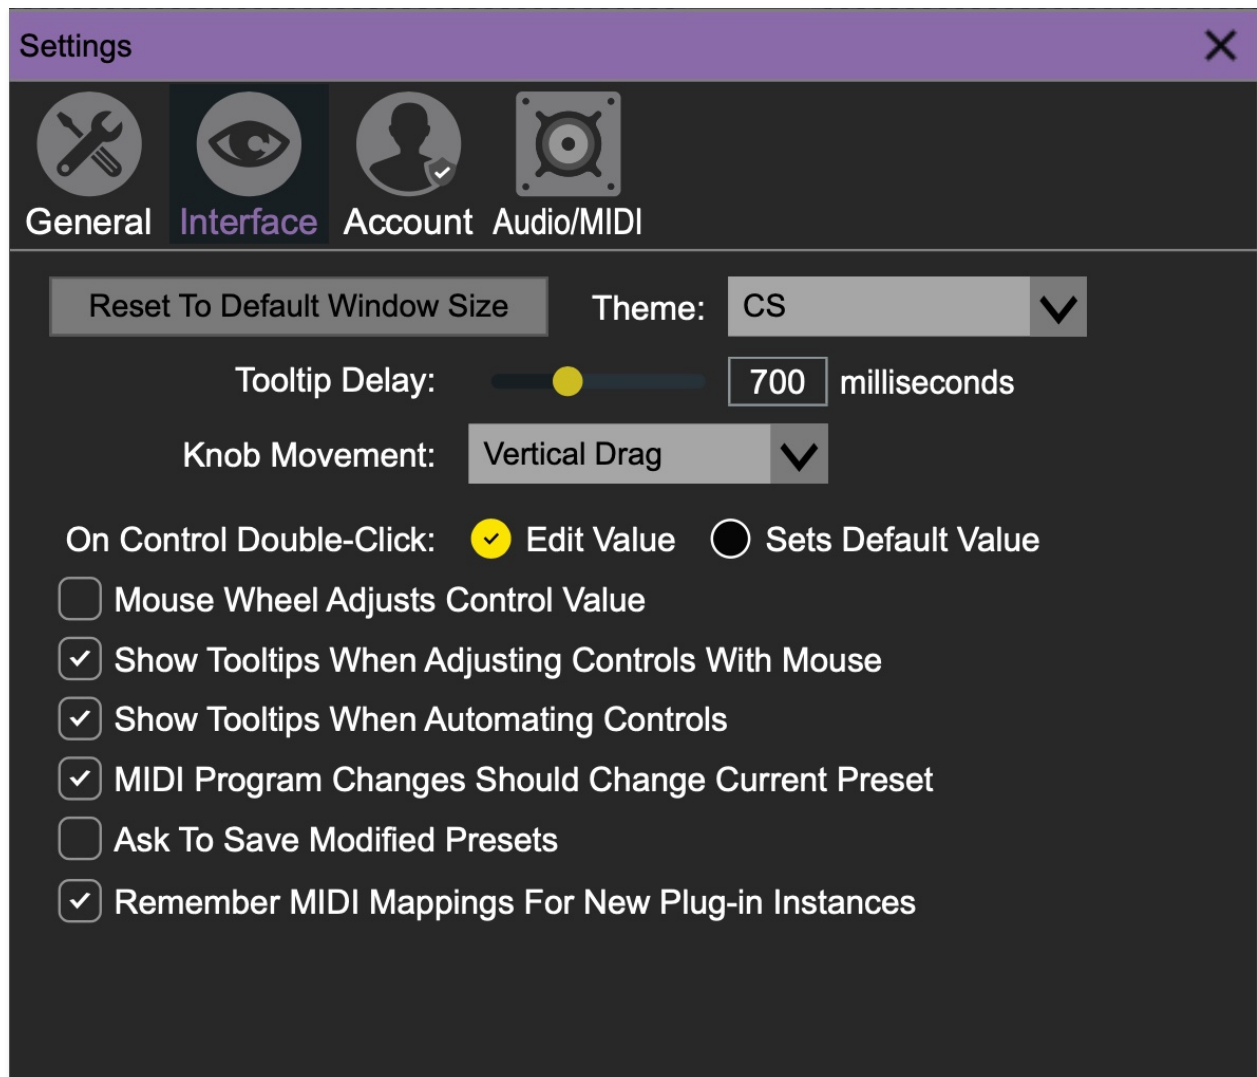 Settings
General Interface Account Audio/MIDI
Reset To Default Window Size Theme: CS
Tooltip Delay: 700 milliseconds
Knob Movement: Vertical Drag
On Control Double-Click: Edit Value Sets Default Value
Mouse Wheel Adjusts Control Value
Show Tooltips When Adjusting Controls With Mouse
Show Tooltips When Automating Controls
MIDI Program Changes Should Change Current Preset
Ask To Save Modified Presets
Remember MIDI Mappings For New Plug-in Instances